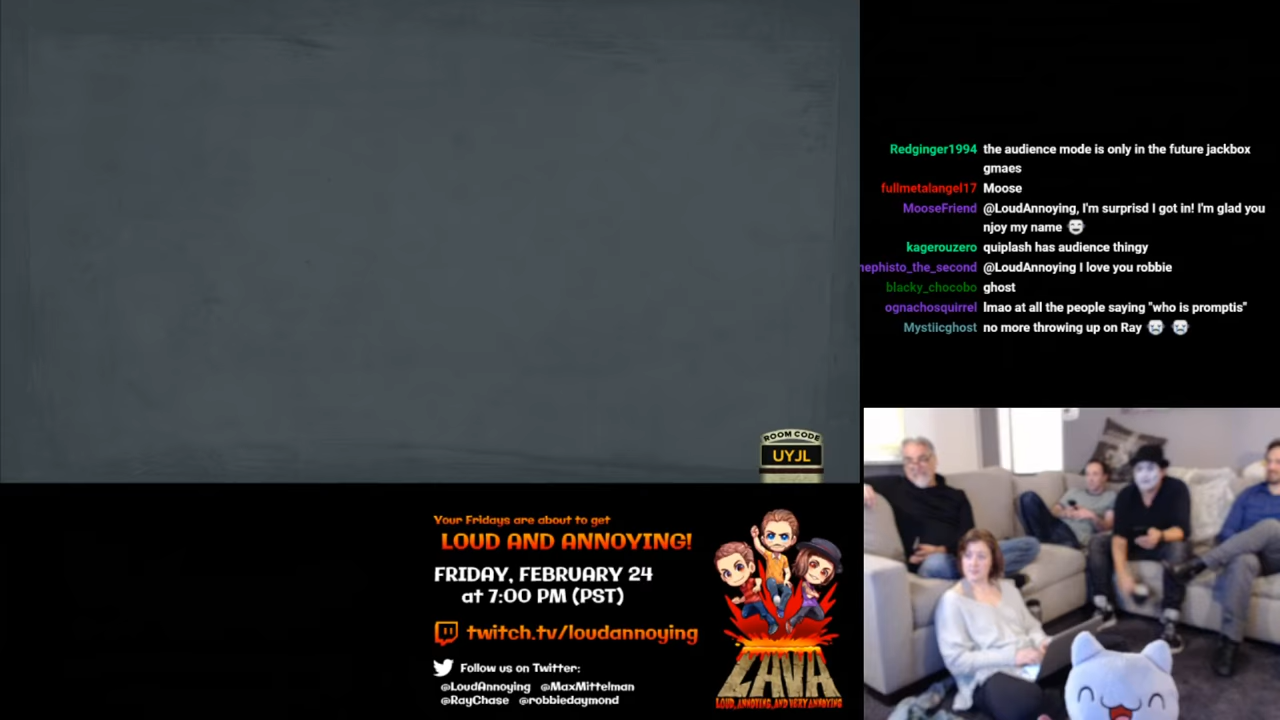 Redginger1994 the audience mode is only in the future jackbox
gmaes
fullmetalangel17 Moose
MooseFriend @LoudAnnoying, I'm surprisd I got in! I'm glad you
njoy my name
kagerouzero quiplash has audience thingy
nephisto_the_second @LoudAnnoying I love you robbie
blacky_chocobo ghost
ognachosquirrel lmao at all the people saying "who is promptis"
Mystiicghost no more throwing up on Ray
ROOM CODE
UYJL
Your Fridays are about to get
LOUD AND ANNOYING!
FRIDAY, FEBRUARY 24
at 7:00 PM (PST)
twitch.tv/loudannoying
Follow us on Twitter:
@LoudAnnoying @MaxMittelman
@RayChase @robbiedaymond
LAVA
LOUD, ANNOYING, AND VERY ANNOYING